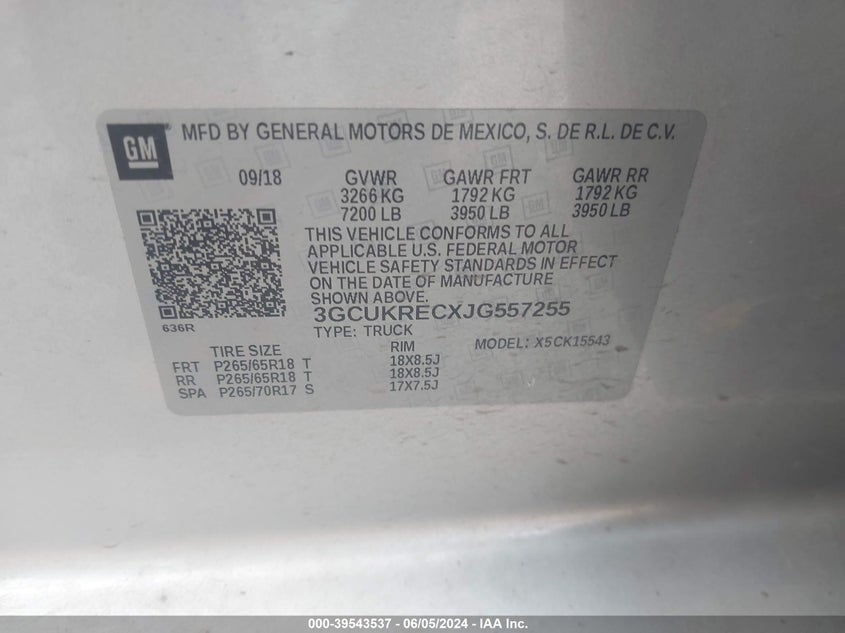 GM
MFD BY GENERAL MOTORS DE MEXICO, S. DE R.L. DE C.V.
09/18 GVWR GAWR FRT GAWR RR
3266 KG 1792 KG 1792 KG
7200 LB 3950 LB 3950 LB
THIS VEHICLE CONFORMS TO ALL
APPLICABLE U.S. FEDERAL MOTOR
VEHICLE SAFETY STANDARDS IN EFFECT
ON THE DATE OF MANUFACTURE
SHOWN ABOVE.
3GCUKRECXJG557255
636R
TYPE: TRUCK
MODEL: X5 CK15543
TIRE SIZE RIM
FRT P265/65R18 T 18X8.5J
RR P265/65R18 T 18X8.5J
SPA P265/70R17 S 17X7.5J
000-39543537 - 06/05/2024 - IAA Inc.